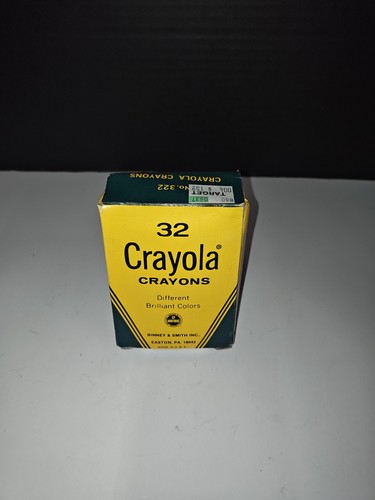 CRAYOLA CRAYONS
No. 322
TARGET
32
Crayola®
CRAYONS
Different
Brilliant Colors
BINNEY & SMITH INC.
EASTON, PA. 18042